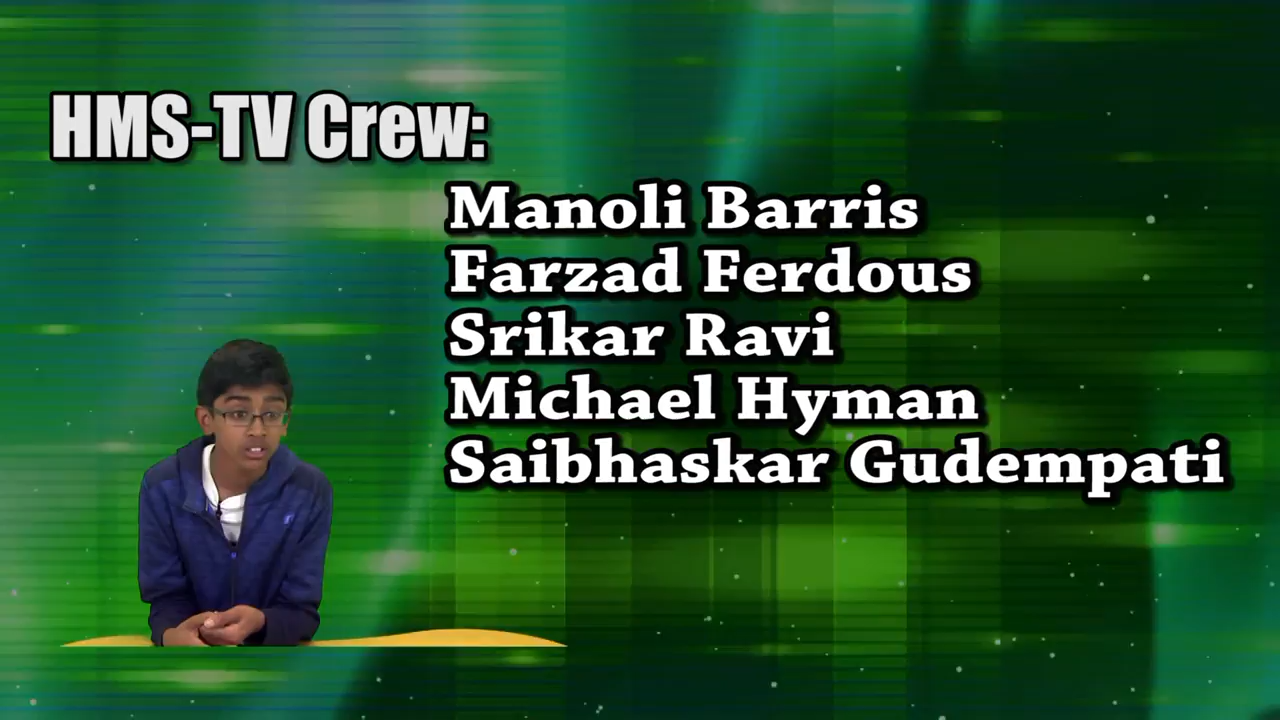 HMS-TV Crew:
Manoli Barris
Farzad Ferdous
Srikar Ravi
Michael Hyman
Saibhaskar Gudempati